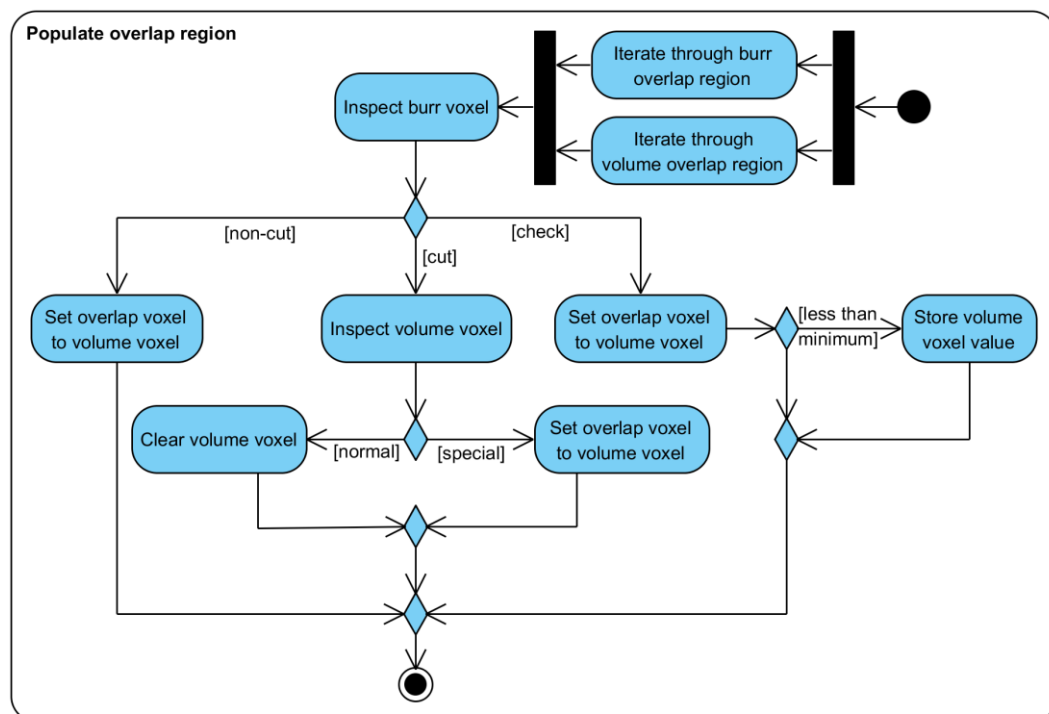 Populate overlap region
Iterate through burr
overlap region
Inspect burr voxel
Iterate through
volume overlap region
[non-cut]
[check]
[cut]
Set overlap voxel
to volume voxel
Inspect volume voxel
Set overlap voxel
to volume voxel
[less than
minimum]
Store volume
voxel value
Clear volume voxel
[normal]
[special]
Set overlap voxel
to volume voxel